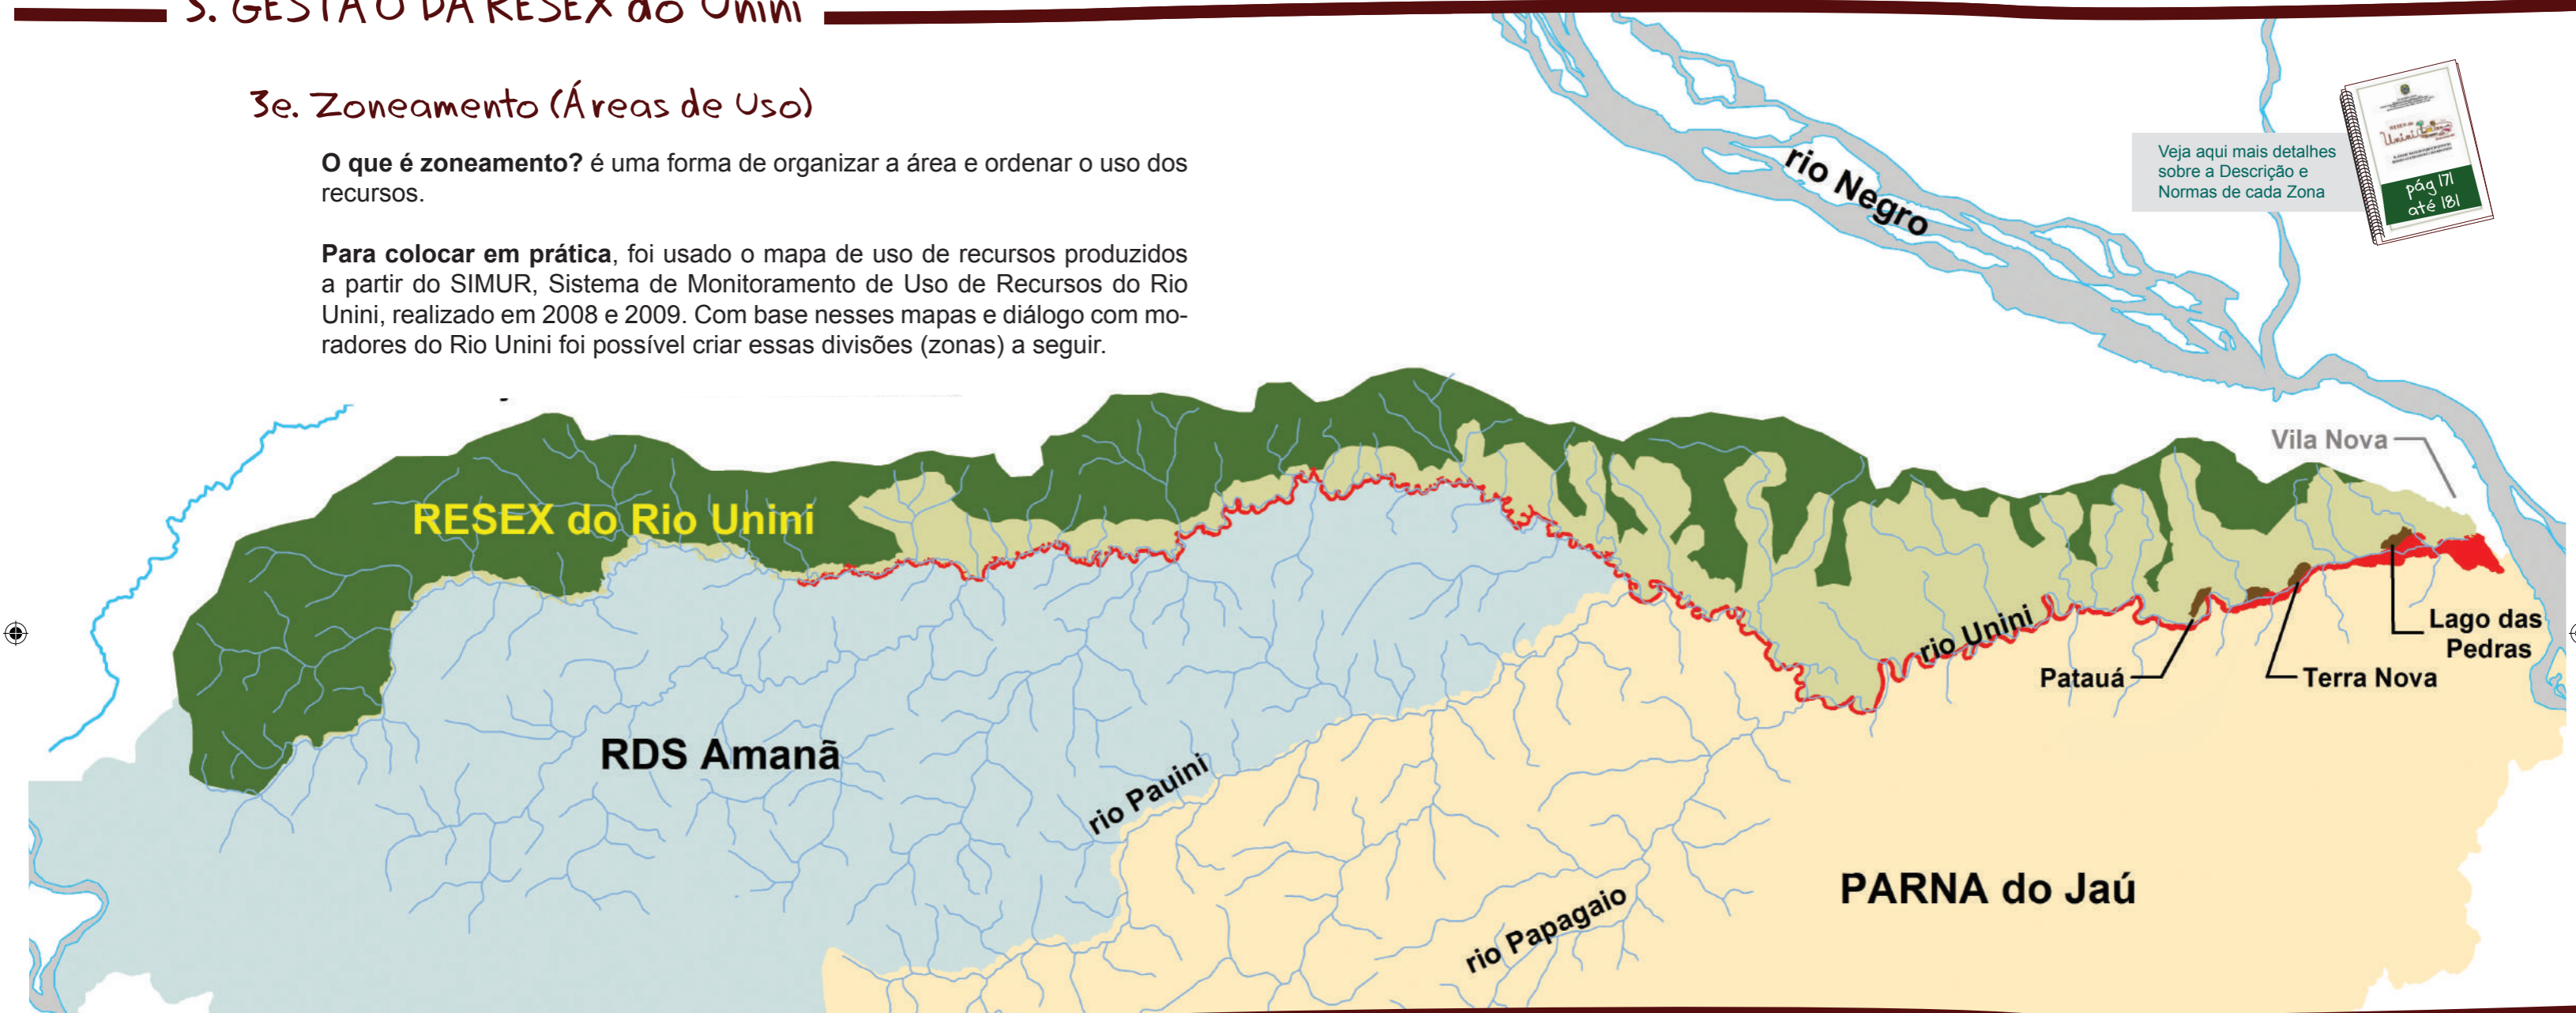 3. GESTÃO DA RESEX do Unini
3e. Zoneamento (Áreas de Uso)
O que é zoneamento? é uma forma de organizar a área e ordenar o uso dos
recursos.
Para colocar em prática, foi usado o mapa de uso de recursos produzidos
a partir do SIMUR, Sistema de Monitoramento de Uso de Recursos do Rio
Unini, realizado em 2008 e 2009. Com base nesses mapas e diálogo com mo-
radores do Rio Unini foi possível criar essas divisões (zonas) a seguir.
Veja aqui mais detalhes
sobre a Descrição e
Normas de cada Zona
RESEX do
Unini
pág 171
até 181
rio Negro
Vila Nova
RESEX do Rio Unini
rio Unini
Lago das
Pedras
Patauá
Terra Nova
RDS Amanã
rio Pauini
PARNA do Jaú
rio Papagaio